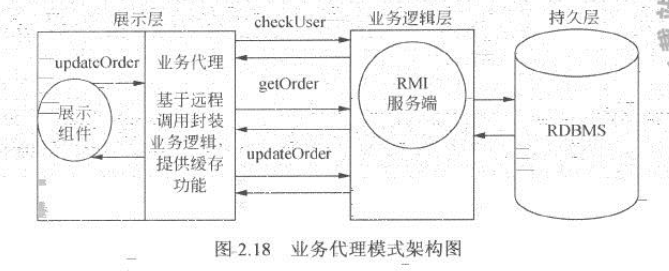 展示层
checkUser
业务逻辑层
持久层
updateOrder
业务代理
展示
组件
基于远程
调用封装
业务逻辑,
提供缓存
功能
getOrder
updateOrder
RMI
服务端
RDBMS
图 2.18 业务代理模式架构图